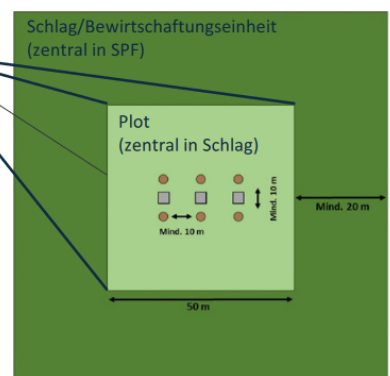 Schlag/Bewirtschaftungseinheit
(zentral in SPF)
Plot
(zentral in Schlag)
Mind. 10 m
Mind. 10 m
Mind. 20 m
50 m